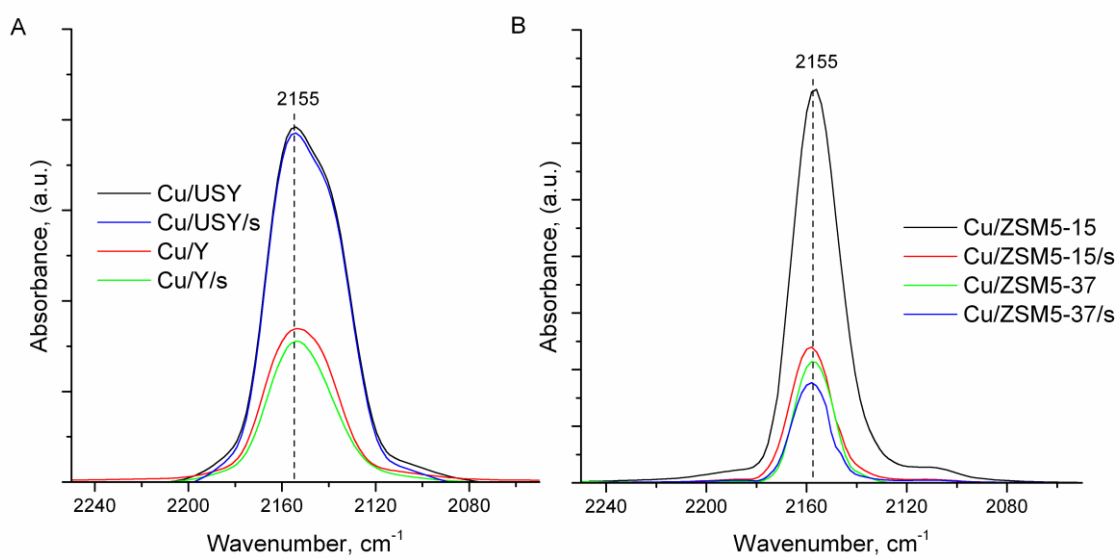 A
2155
Cu/USY
Cu/USY/s
Cu/Y
Cu/Y/s
Absorbance, (a.u.)
2240 2200 2160 2120 2080
Wavenumber, cm⁻¹
B
2155
Cu/ZSM5-15
Cu/ZSM5-15/s
Cu/ZSM5-37
Cu/ZSM5-37/s
Absorbance, (a.u.)
2240 2200 2160 2120 2080
Wavenumber, cm⁻¹